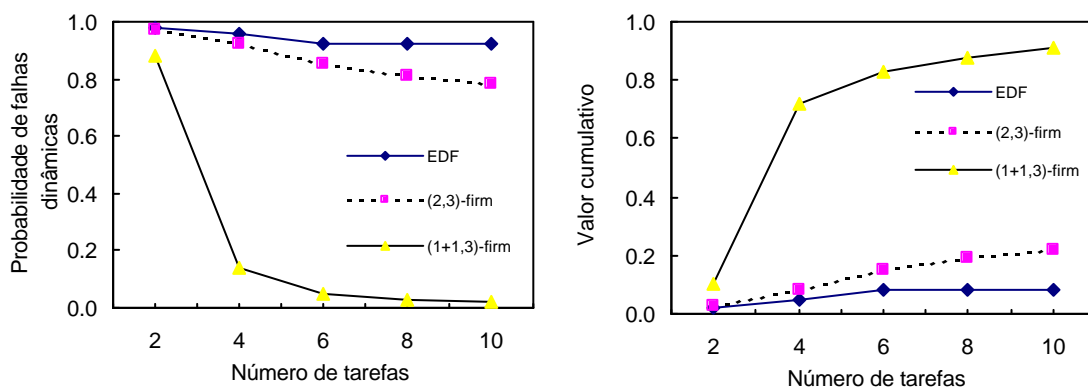 Probabilidade de falhas
dinâmicas
1.0
0.8
0.6
0.4
0.2
0.0
EDF
(2,3)-firm
(1+1,3)-firm
2 4 6 8 10
Número de tarefas
Valor cumulativo
1.0
0.8
0.6
0.4
0.2
0.0
EDF
(2,3)-firm
(1+1,3)-firm
2 4 6 8 10
Número de tarefas